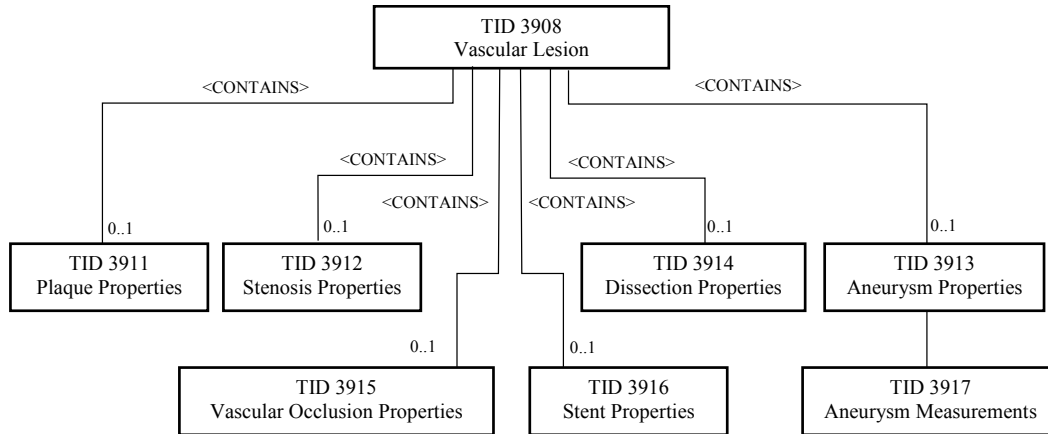 TID 3908
Vascular Lesion
<CONTAINS>
<CONTAINS>
<CONTAINS>
<CONTAINS>
<CONTAINS>
<CONTAINS>
0..1
0..1
0..1
0..1
TID 3911
Plaque Properties
TID 3912
Stenosis Properties
TID 3914
Dissection Properties
TID 3913
Aneurysm Properties
0..1
0..1
TID 3915
Vascular Occlusion Properties
TID 3916
Stent Properties
TID 3917
Aneurysm Measurements